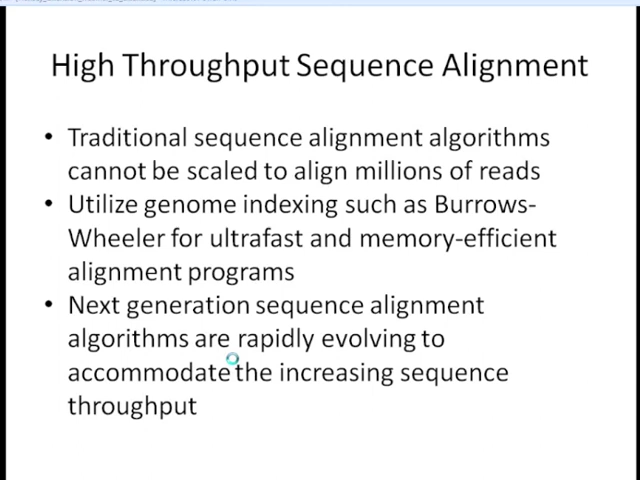 High Throughput Sequence Alignment
• Traditional sequence alignment algorithms
cannot be scaled to align millions of reads
• Utilize genome indexing such as Burrows-
Wheeler for ultrafast and memory-efficient
alignment programs
• Next generation sequence alignment
algorithms are rapidly evolving to
accommodate the increasing sequence
throughput